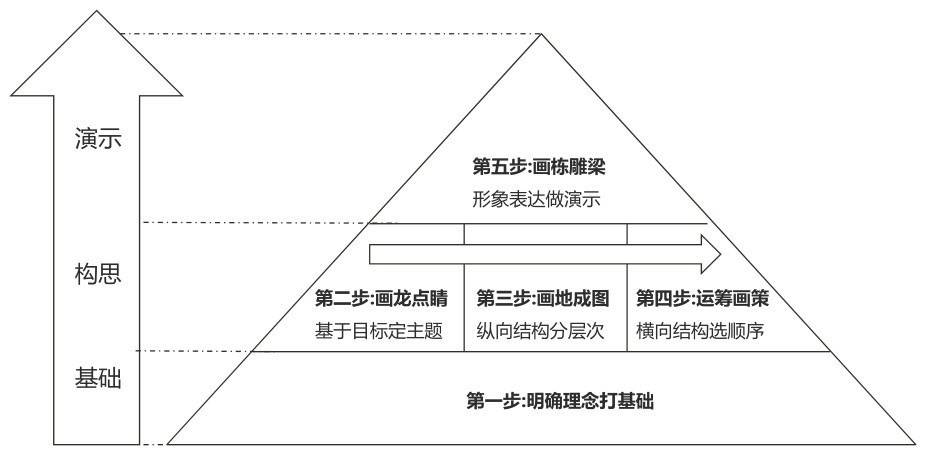 演示
第五步:画栋雕梁
形象表达做演示
构思
第二步:画龙点睛
基于目标定主题
第三步:画地成图
纵向结构分层次
第四步:运筹画策
横向结构选顺序
基础
第一步:明确理念打基础